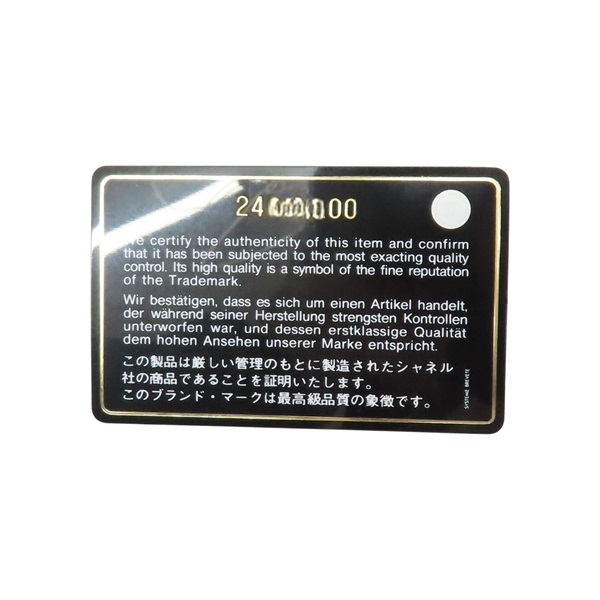 We certify the authenticity of this item and confirm
that it has been subjected to the most exacting quality
control. Its high quality is a symbol of the fine reputation
of the Trademark.
Wir bestätigen, dass es sich um einen Artikel handelt,
der während seiner Herstellung strengsten Kontrollen
unterworfen war, und dessen erstklassige Qualität
dem hohen Ansehen unserer Marke entspricht.
この製品は厳しい管理のもとに製造されたシャネル
社の商品であることを証明いたします。
このブランド・マークは最高級品質の象徴です。
SYSTEME BREVETE